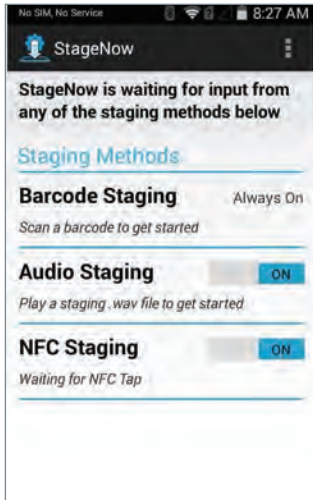 No SIM, No Service 8:27 AM
StageNow
StageNow is waiting for input from
any of the staging methods below
Staging Methods
Barcode Staging Always On
Scan a barcode to get started
Audio Staging ON
Play a staging .wav file to get started
NFC Staging ON
Waiting for NFC Tap